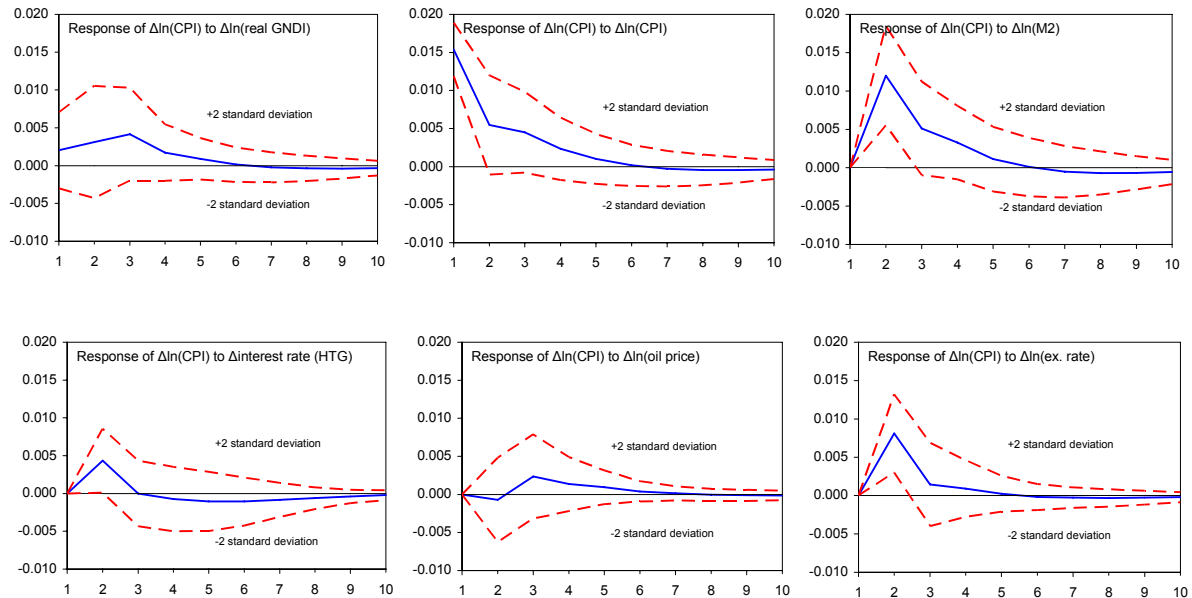 Response of Δln(CPI) to Δln(real GNDI)
0.020
0.015
0.010
0.005
0.000
-0.005
-0.010
+2 standard deviation
-2 standard deviation
1 2 3 4 5 6 7 8 9 10
Response of Δln(CPI) to Δln(CPI)
0.020
0.015
0.010
0.005
0.000
-0.005
-0.010
+2 standard deviation
-2 standard deviation
1 2 3 4 5 6 7 8 9 10
Response of Δln(CPI) to Δln(M2)
0.020
0.015
0.010
0.005
0.000
-0.005
-0.010
+2 standard deviation
-2 standard deviation
1 2 3 4 5 6 7 8 9 10
Response of Δln(CPI) to Δinterest rate (HTG)
0.020
0.015
0.010
0.005
0.000
-0.005
-0.010
+2 standard deviation
-2 standard deviation
1 2 3 4 5 6 7 8 9 10
Response of Δln(CPI) to Δln(oil price)
0.020
0.015
0.010
0.005
0.000
-0.005
-0.010
+2 standard deviation
-2 standard deviation
1 2 3 4 5 6 7 8 9 10
Response of Δln(CPI) to Δln(ex. rate)
0.020
0.015
0.010
0.005
0.000
-0.005
-0.010
+2 standard deviation
-2 standard deviation
1 2 3 4 5 6 7 8 9 10